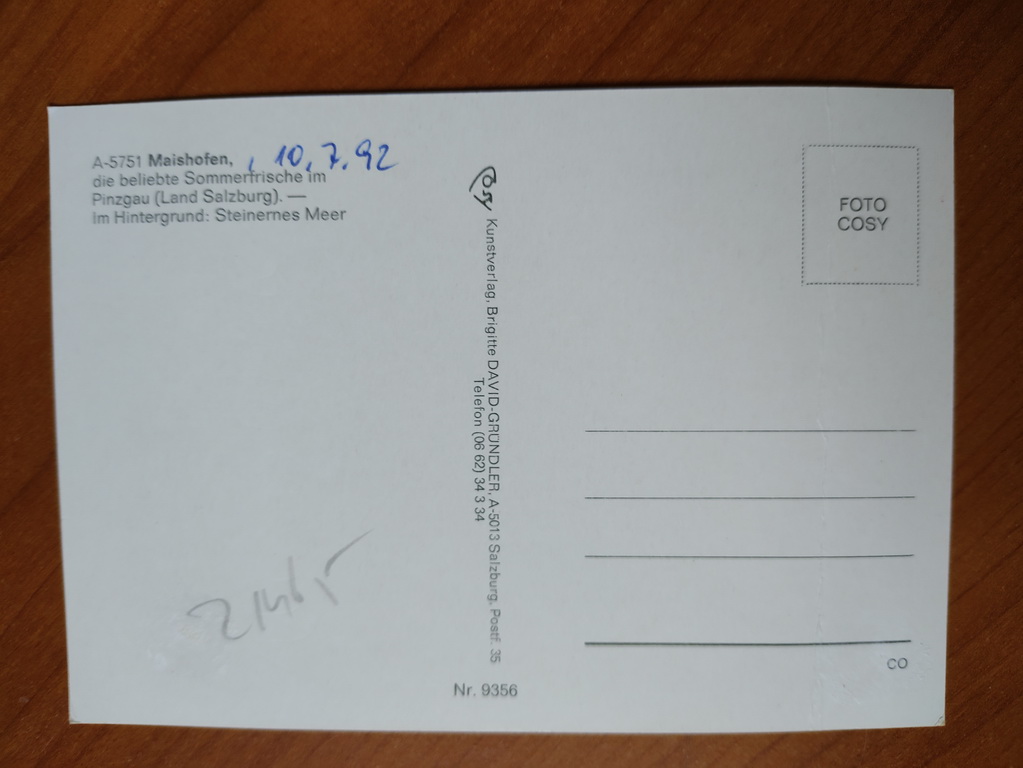 A-5751 Maishofen, , 10.7.92
die beliebte Sommerfrische im
Pinzgau (Land Salzburg). —
Im Hintergrund: Steinernes Meer
Cosy Kunstverlag, Brigitte DAVID-GRÜNDLER, A-5013 Salzburg, Postf. 35
Telefon (06 62) 34 3 34
FOTO
COSY
CO
Nr. 9356